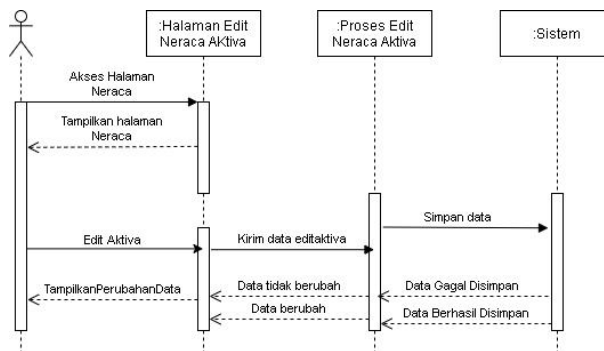 :Halaman Edit
Neraca AKtiva
:Proses Edit
Neraca Aktiva
:Sistem
Akses Halaman
Neraca
Tampilkan halaman
Neraca
Simpan data
Edit Aktiva
Kirim data editaktiva
TampilkanPerubahanData
Data tidak berubah
Data Gagal Disimpan
Data berubah
Data Berhasil Disimpan